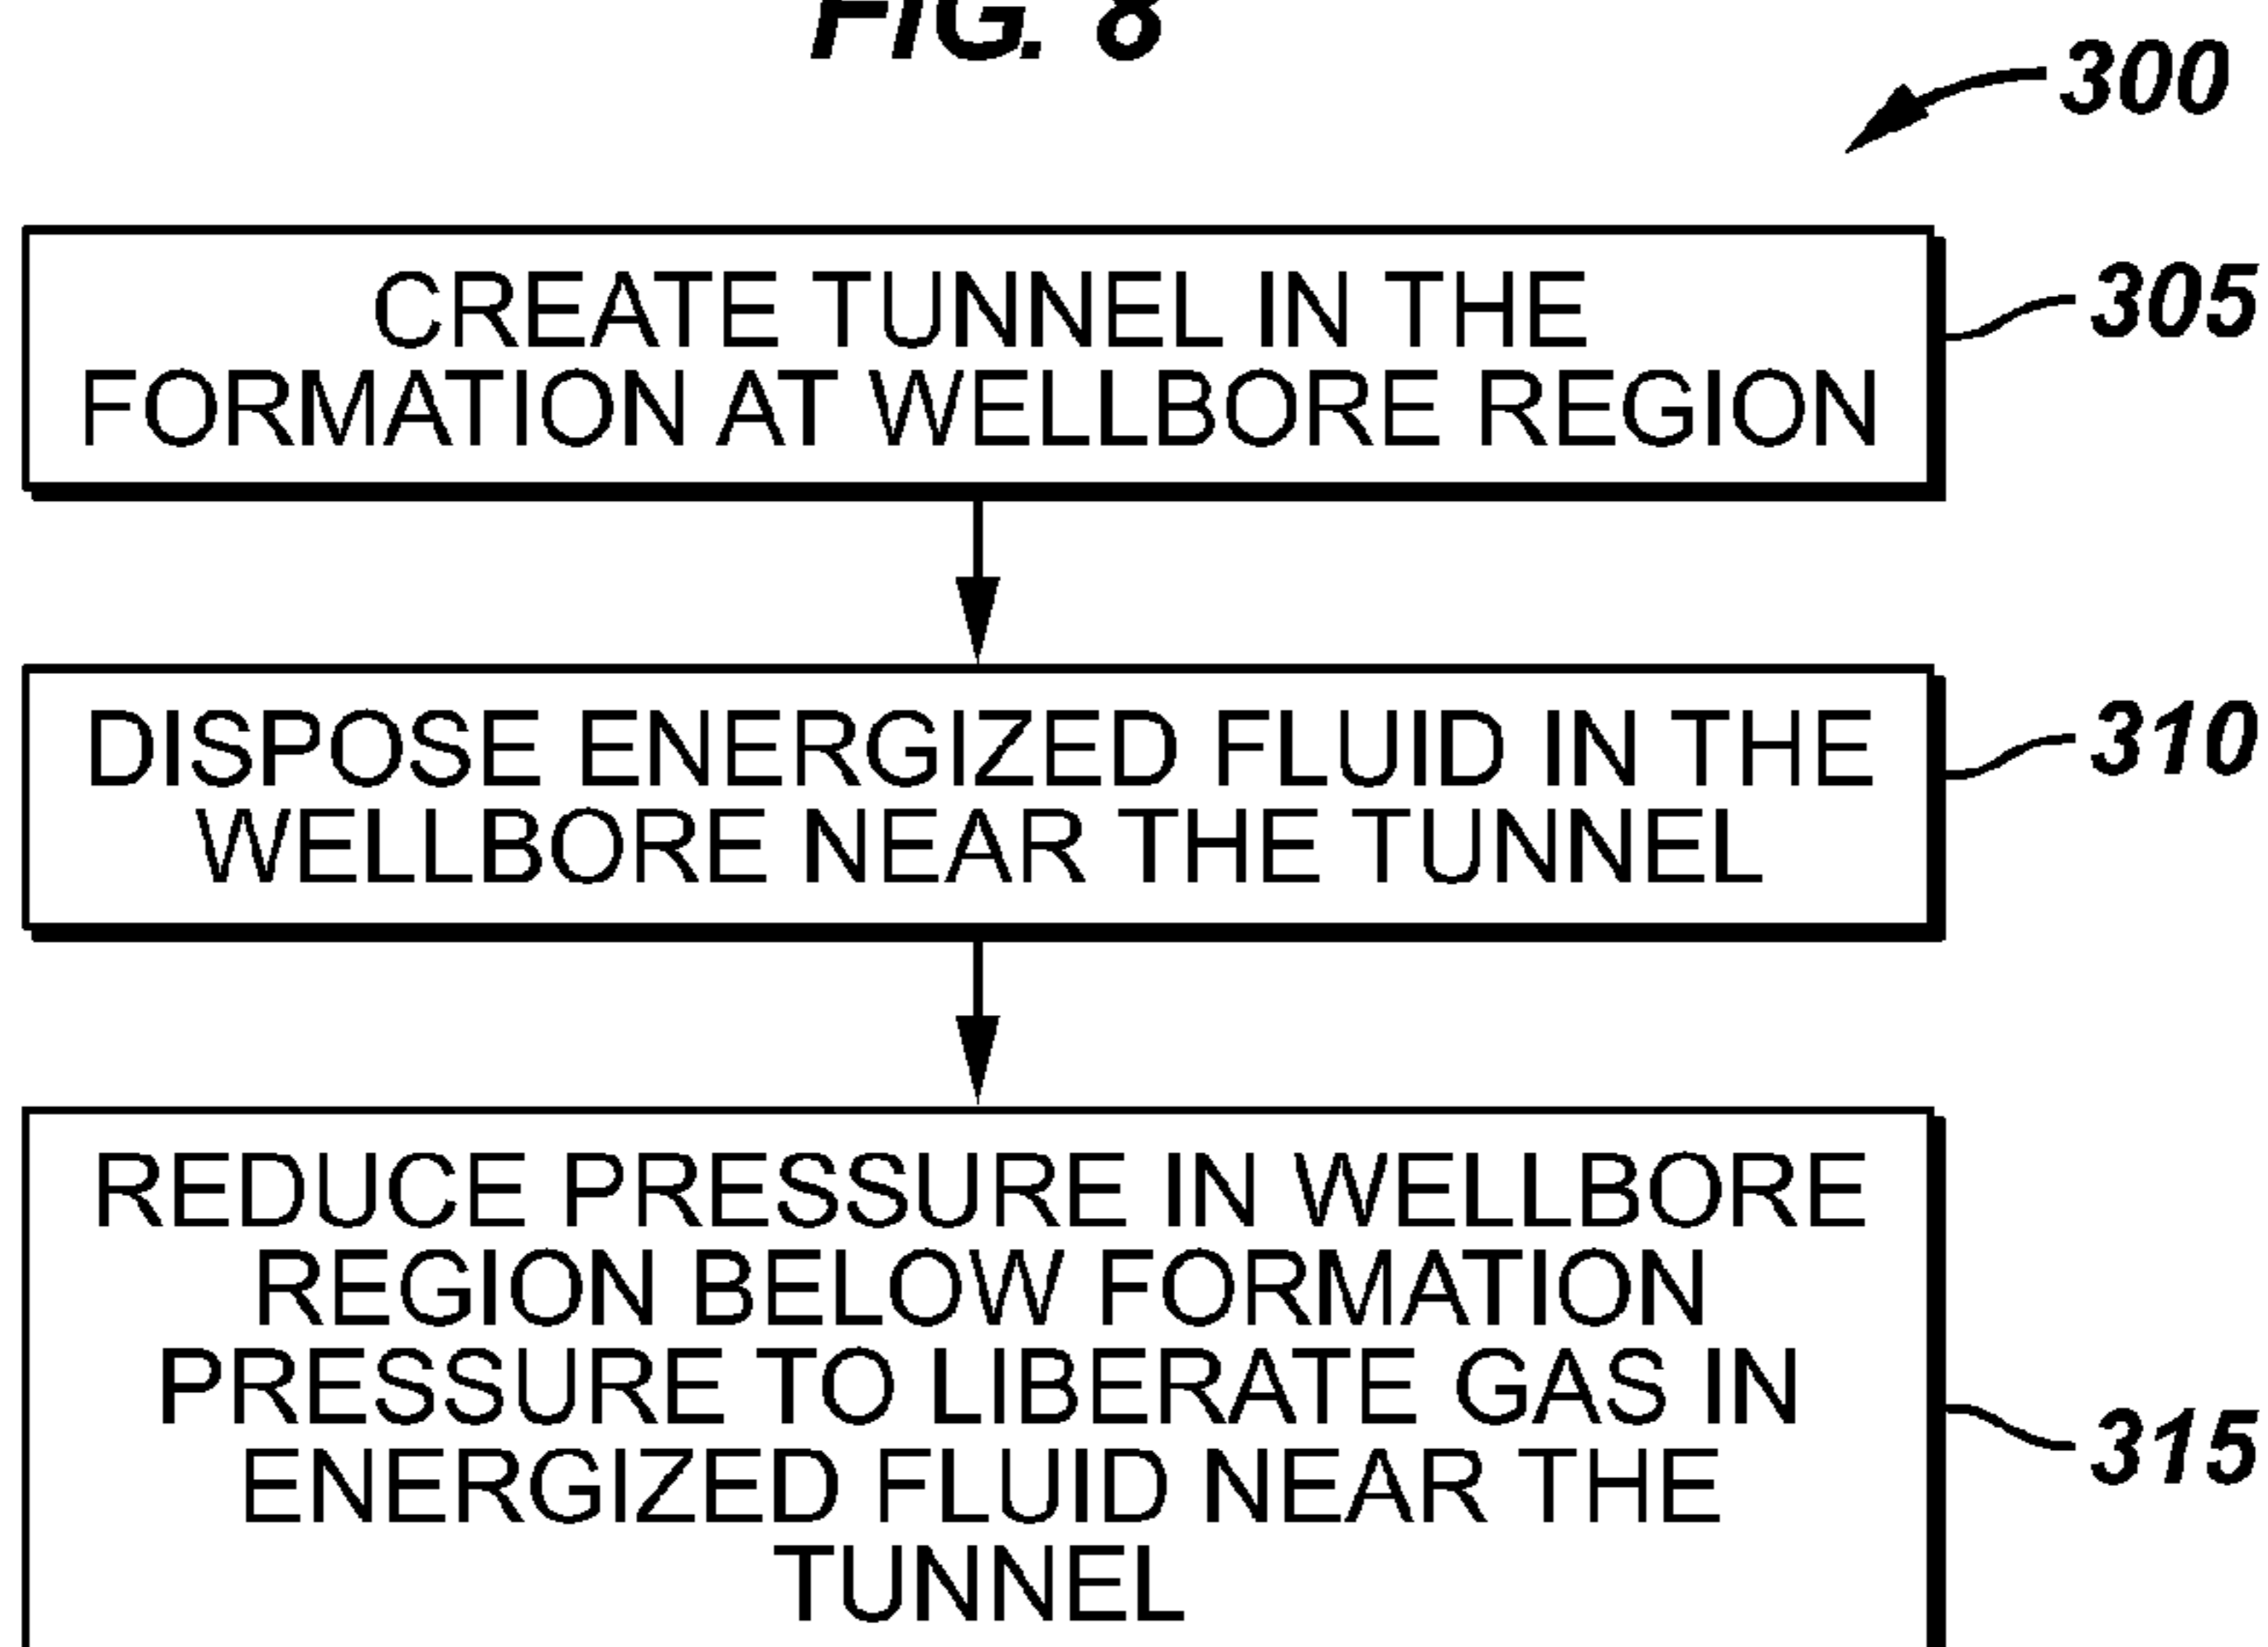 FIG. 8
300
CREATE TUNNEL IN THE
FORMATION AT WELLBORE REGION
305
DISPOSE ENERGIZED FLUID IN THE
WELLBORE NEAR THE TUNNEL
310
REDUCE PRESSURE IN WELLBORE
REGION BELOW FORMATION
PRESSURE TO LIBERATE GAS IN
ENERGIZED FLUID NEAR THE
TUNNEL
315